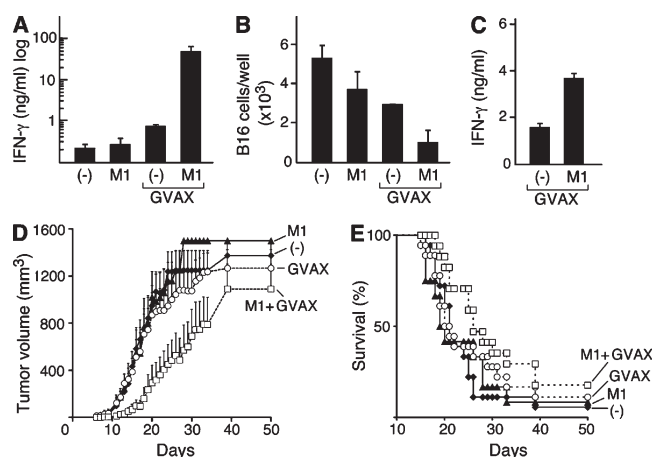 A
IFN-γ (ng/ml) log
100
10
1
(-) M1 (-) M1
GVAX
B
B16 cells/well
(x10³)
6
4
2
0
(-) M1 (-) M1
GVAX
C
IFN-γ (ng/ml)
6
4
2
0
(-) M1
GVAX
D
Tumor volume (mm³)
1600
1200
800
400
0 10 20 30 40 50
Days
M1
(-)
GVAX
M1+GVAX
E
Survival (%)
100
50
10 20 30 40 50
Days
M1+GVAX
GVAX
M1
(-)